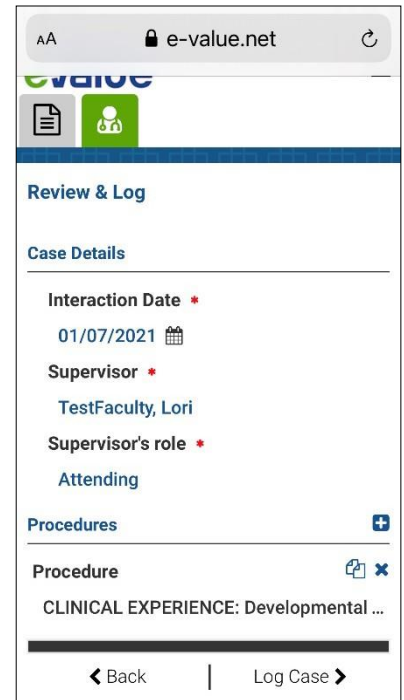 AA e-value.net
evalue
Review & Log
Case Details
Interaction Date *
01/07/2021
Supervisor *
TestFaculty, Lori
Supervisor's role *
Attending
Procedures
Procedure
CLINICAL EXPERIENCE: Developmental ...
Back | Log Case